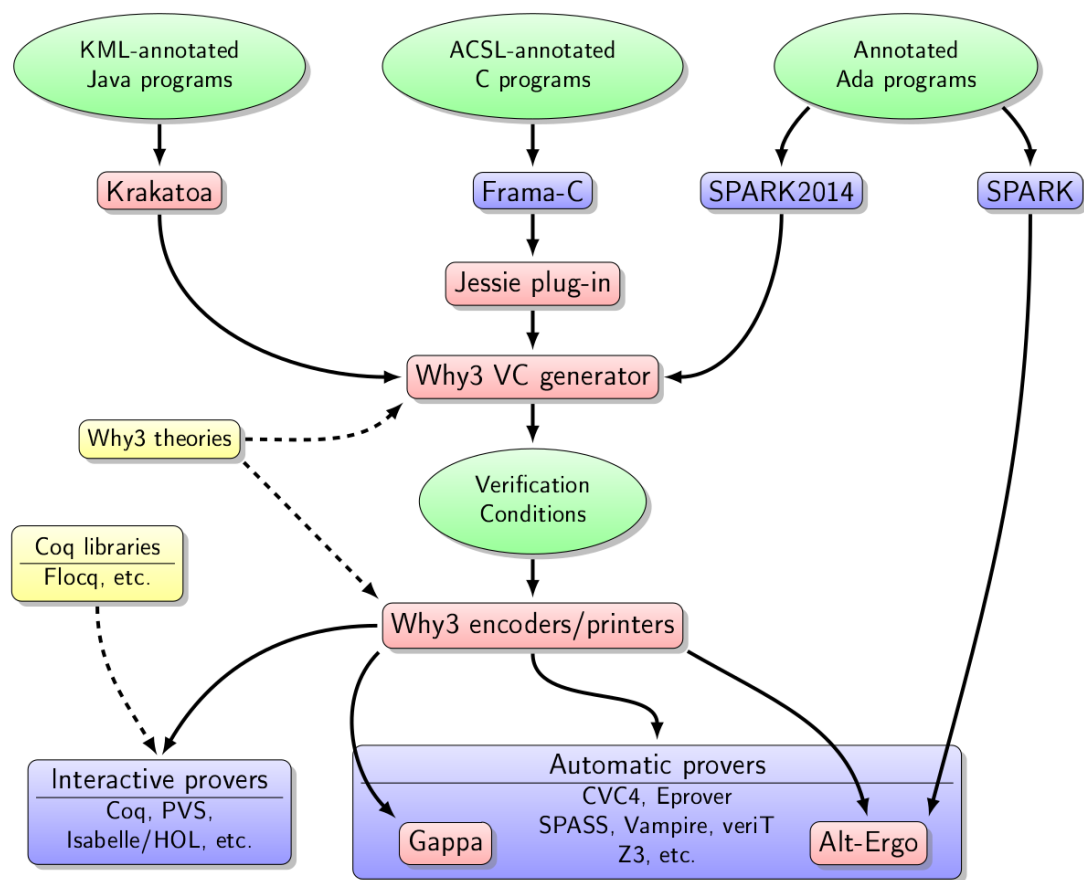 KML-annotated
Java programs
ACSL-annotated
C programs
Annotated
Ada programs
Krakatoa
Frama-C
SPARK2014
SPARK
Jessie plug-in
Why3 VC generator
Why3 theories
Verification
Conditions
Coq libraries
Flocq, etc.
Why3 encoders/printers
Interactive provers
Coq, PVS,
Isabelle/HOL, etc.
Automatic provers
CVC4, Eprover
SPASS, Vampire, veriT
Z3, etc.
Gappa
Alt-Ergo